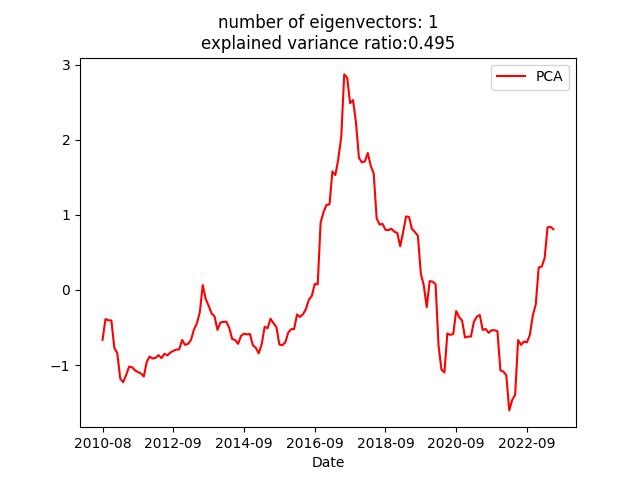 number of eigenvectors: 1
explained variance ratio:0.495
PCA
3
2
1
0
−1
2010-08 2012-09 2014-09 2016-09 2018-09 2020-09 2022-09
Date